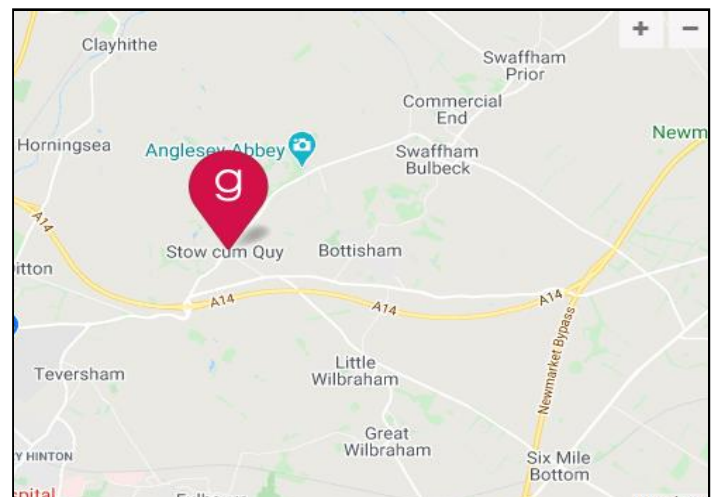 Clayhithe
+ −
Swaffham
Prior
Commercial
End
Newm
Horningsea
Anglesey Abbey
Swaffham
Bulbeck
g
A14
Stow cum Quy
Bottisham
itton
A14
A14
A14
Newmarket Bypass
Little
Wilbraham
Teversham
Great
Wilbraham
Y HINTON
Six Mile
Bottom
spital